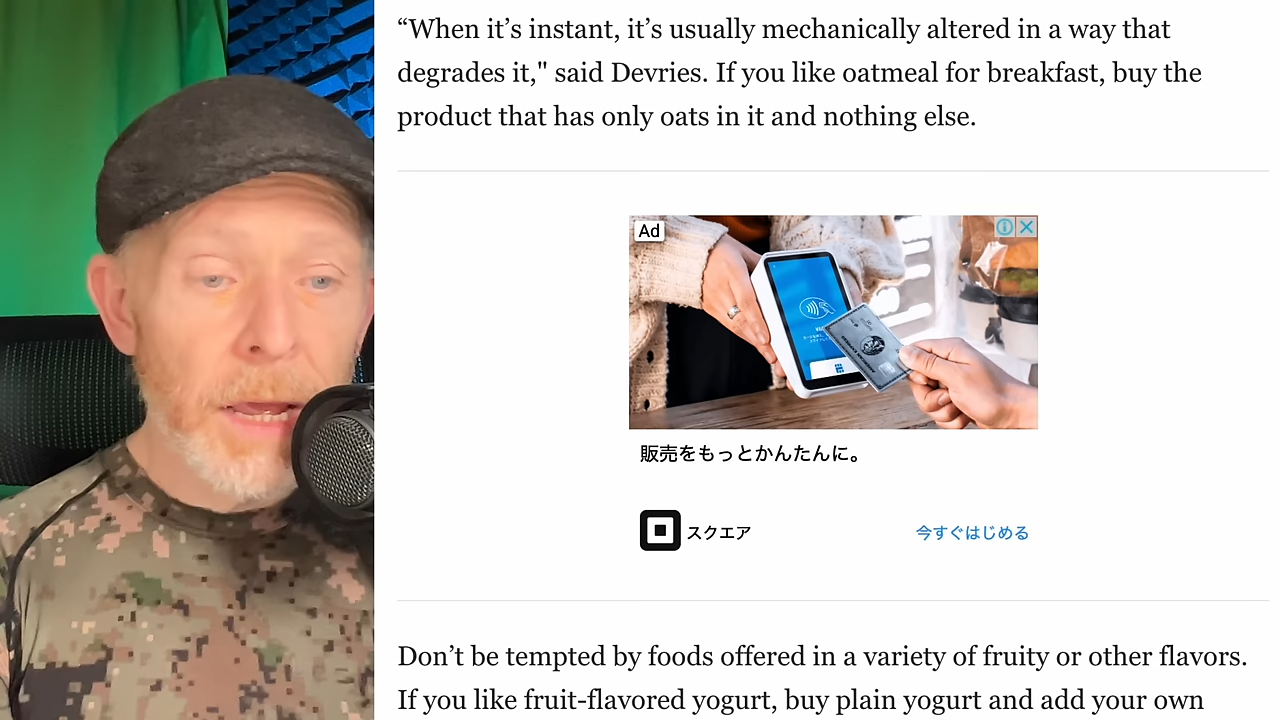 “When it’s instant, it’s usually mechanically altered in a way that
degrades it," said Devries. If you like oatmeal for breakfast, buy the
product that has only oats in it and nothing else.
Ad
販売をもっとかんたんに。
スクエア
今すぐはじめる
Don’t be tempted by foods offered in a variety of fruity or other flavors.
If you like fruit-flavored yogurt, buy plain yogurt and add your own